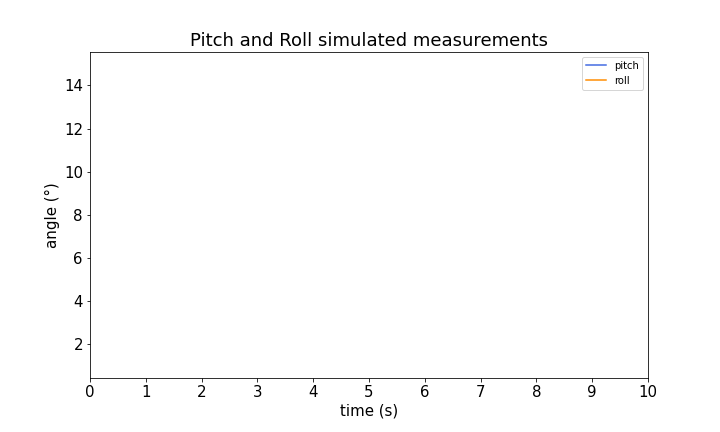 Pitch and Roll simulated measurements
pitch
roll
14
12
10
8
6
4
2
angle (°)
0 1 2 3 4 5 6 7 8 9 10
time (s)